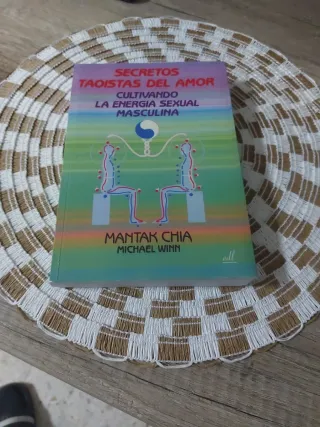 SECRETOS
TAOISTAS DEL AMOR
CULTIVANDO
LA ENERGIA SEXUAL
MASCULINA
MANTAK CHIA
MICHAEL WINN